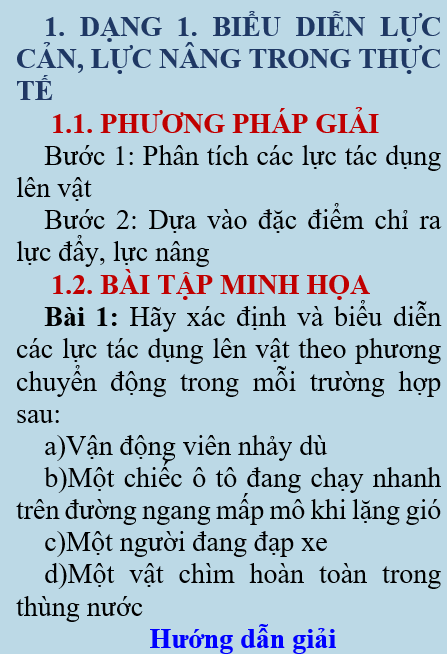 1. DẠNG 1. BIỂU DIỄN LỰC
CẢN, LỰC NÂNG TRONG THỰC
TẾ
1.1. PHƯƠNG PHÁP GIẢI
Bước 1: Phân tích các lực tác dụng
lên vật
Bước 2: Dựa vào đặc điểm chỉ ra
lực đẩy, lực nâng
1.2. BÀI TẬP MINH HỌA
Bài 1: Hãy xác định và biểu diễn
các lực tác dụng lên vật theo phương
chuyển động trong mỗi trường hợp
sau:
a)Vận động viên nhảy dù
b)Một chiếc ô tô đang chạy nhanh
trên đường ngang mấp mô khi lặng gió
c)Một người đang đạp xe
d)Một vật chìm hoàn toàn trong
thùng nước
Hướng dẫn giải